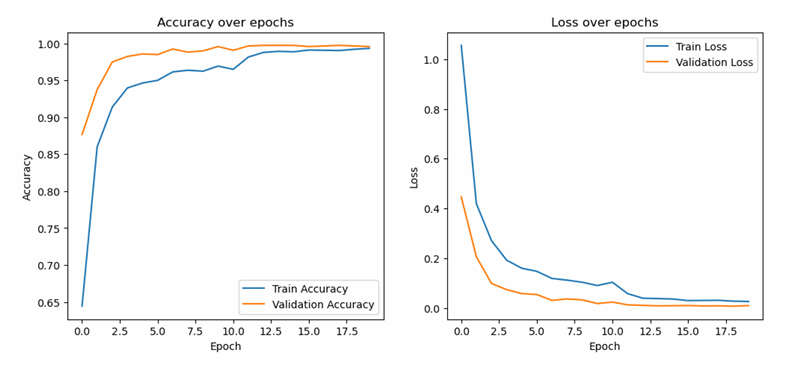 Accuracy over epochs
1.00
0.95
0.90
0.85
0.80
0.75
0.70
0.65
Accuracy
Train Accuracy
Validation Accuracy
0.0 2.5 5.0 7.5 10.0 12.5 15.0 17.5
Epoch
Loss over epochs
Train Loss
Validation Loss
1.0
0.8
0.6
0.4
0.2
0.0
Loss
0.0 2.5 5.0 7.5 10.0 12.5 15.0 17.5
Epoch